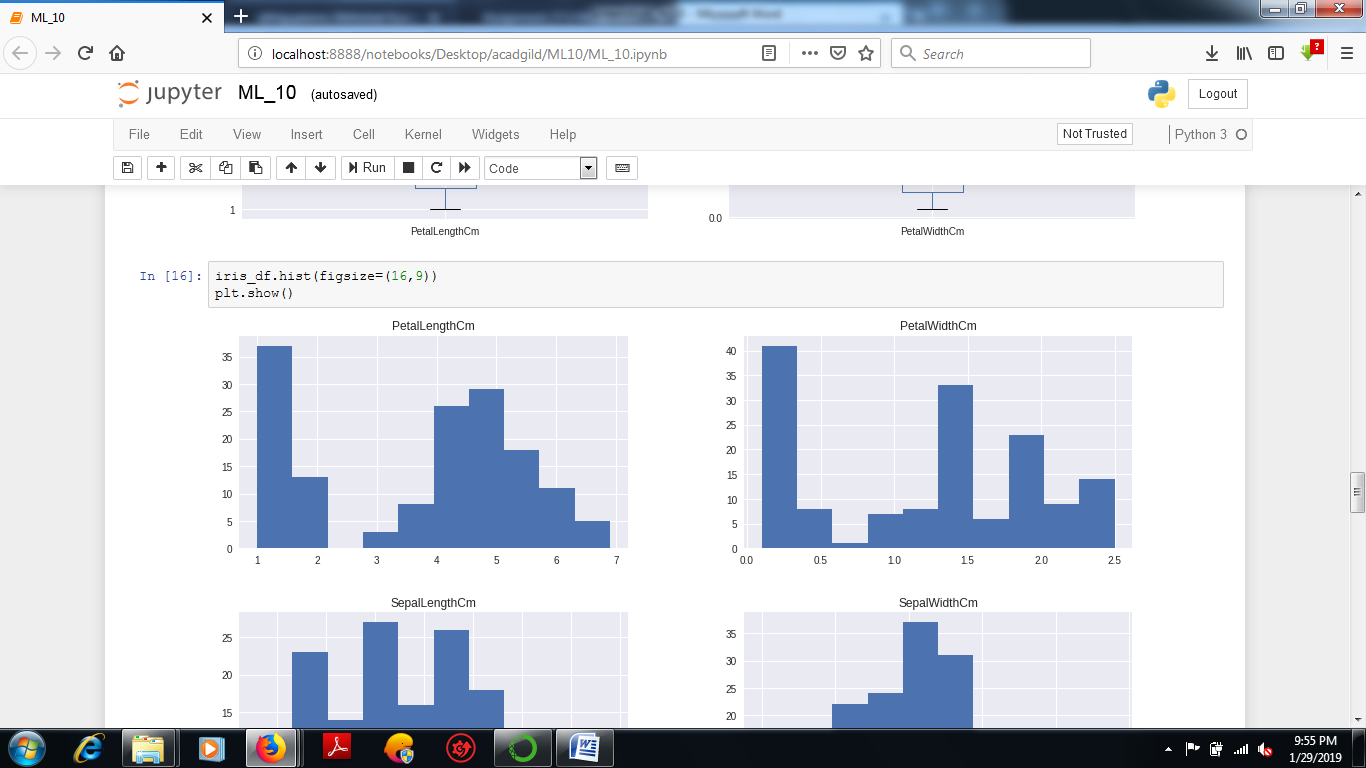 ML_10
Microsoft Word
localhost:8888/notebooks/Desktop/acadgild/ML10/ML_10.ipynb
Search
?
jupyter ML_10 (autosaved)
Logout
File Edit View Insert Cell Kernel Widgets Help
Not Trusted
Python 3
Run
Code
1
0.0
PetalLengthCm
PetalWidthCm
In [16]:
iris_df.hist(figsize=(16,9))
plt.show()
PetalLengthCm
35
30
25
20
15
10
5
0
1 2 3 4 5 6 7
PetalWidthCm
40
35
30
25
20
15
10
5
0
0.0 0.5 1.0 1.5 2.0 2.5
SepalLengthCm
25
20
15
SepalWidthCm
35
30
25
20
9:55 PM
1/29/2019